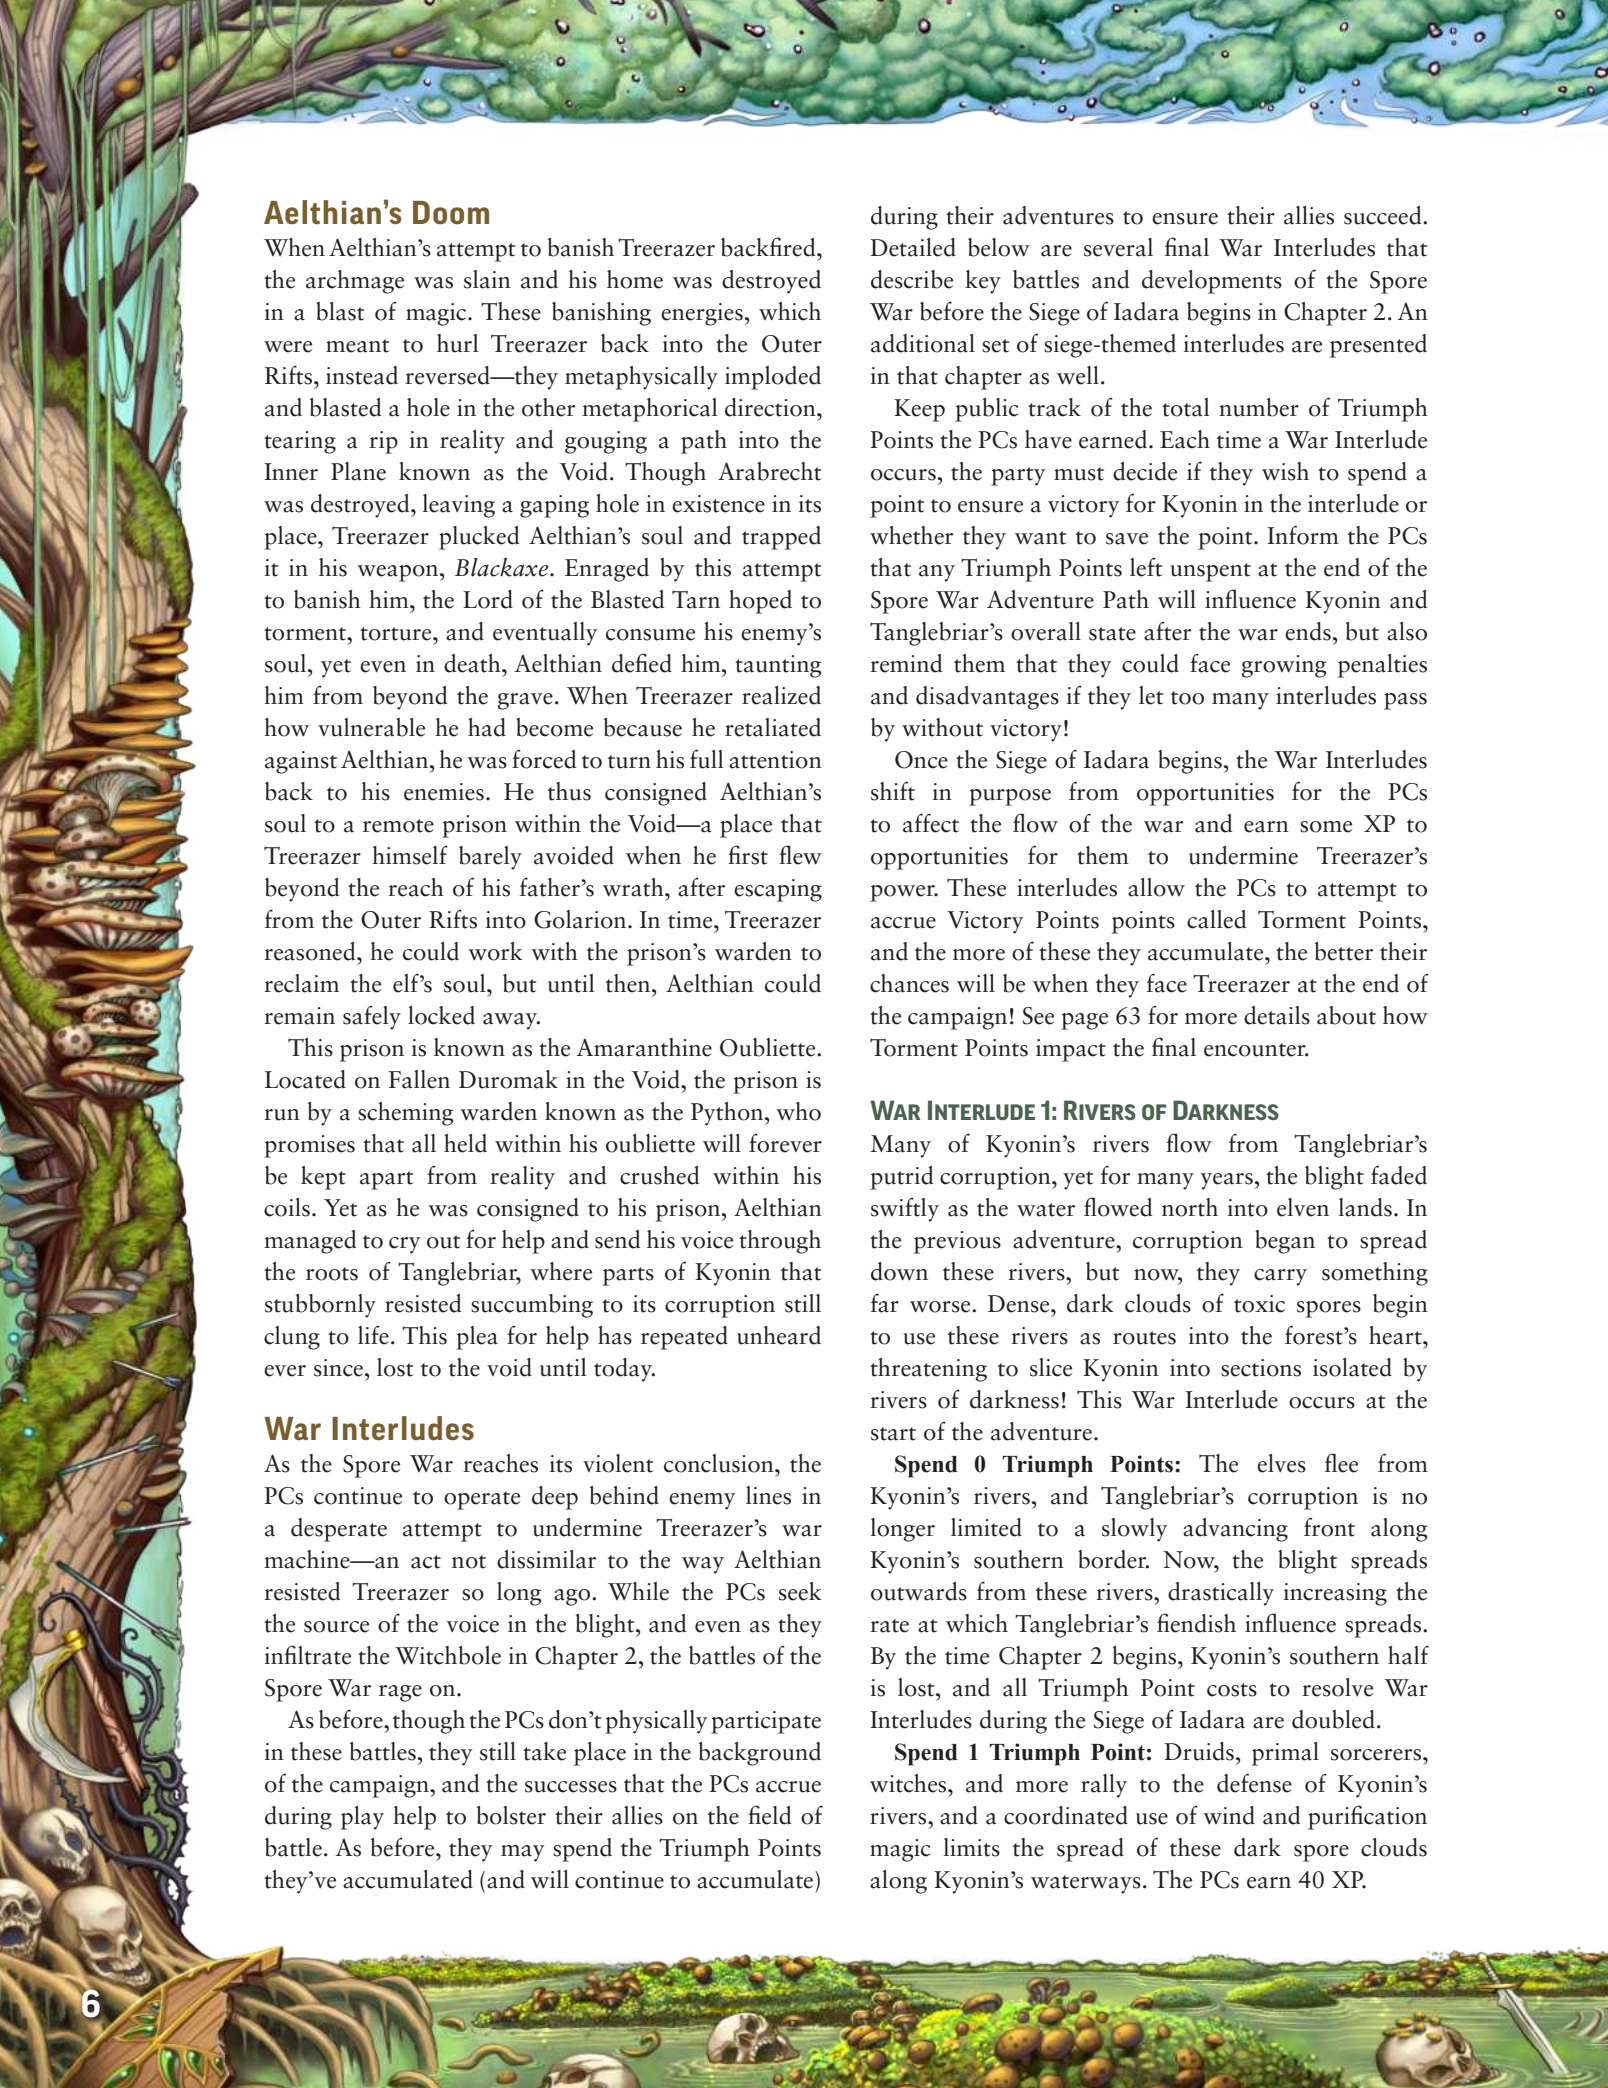 Aelthian's Doom
When Aelthian’s attempt to banish Treerazer backfired,
the archmage was slain and his home was destroyed
in a blast of magic. These banishing energies, which
were meant to hurl Treerazer back into the Outer
Rifts, instead reversed—they metaphysically imploded
and blasted a hole in the other metaphorical direction,
tearing a rip in reality and gouging a path into the
Inner Plane known as the Void. Though Arabrecht
was destroyed, leaving a gaping hole in existence in its
place, Treerazer plucked Aelthian’s soul and trapped
it in his weapon, Blackaxe. Enraged by this attempt
to banish him, the Lord of the Blasted Tarn hoped to
torment, torture, and eventually consume his enemy’s
soul, yet even in death, Aelthian defied him, taunting
him from beyond the grave. When Treerazer realized
how vulnerable he had become because he retaliated
against Aelthian, he was forced to turn his full attention
back to his enemies. He thus consigned Aelthian’s
soul to a remote prison within the Void—a place that
Treerazer himself barely avoided when he first flew
beyond the reach of his father’s wrath, after escaping
from the Outer Rifts into Golarion. In time, Treerazer
reasoned, he could work with the prison’s warden to
reclaim the elf’s soul, but until then, Aelthian could
remain safely locked away.
This prison is known as the Amaranthine Oubliette.
Located on Fallen Duromak in the Void, the prison is
run by a scheming warden known as the Python, who
promises that all held within his oubliette will forever
be kept apart from reality and crushed within his
coils. Yet as he was consigned to his prison, Aelthian
managed to cry out for help and send his voice through
the roots of Tanglebriar, where parts of Kyonin that
stubbornly resisted succumbing to its corruption still
clung to life. This plea for help has repeated unheard
ever since, lost to the void until today.
War Interludes
As the Spore War reaches its violent conclusion, the
PCs continue to operate deep behind enemy lines in
a desperate attempt to undermine Treerazer’s war
machine—an act not dissimilar to the way Aelthian
resisted Treerazer so long ago. While the PCs seek
the source of the voice in the blight, and even as they
infiltrate the Witchbole in Chapter 2, the battles of the
Spore War rage on.
As before, though the PCs don’t physically participate
in these battles, they still take place in the background
of the campaign, and the successes that the PCs accrue
during play help to bolster their allies on the field of
battle. As before, they may spend the Triumph Points
they’ve accumulated (and will continue to accumulate)
during their adventures to ensure their allies succeed.
Detailed below are several final War Interludes that
describe key battles and developments of the Spore
War before the Siege of Iadara begins in Chapter 2. An
additional set of siege-themed interludes are presented
in that chapter as well.
Keep public track of the total number of Triumph
Points the PCs have earned. Each time a War Interlude
occurs, the party must decide if they wish to spend a
point to ensure a victory for Kyonin in the interlude or
whether they want to save the point. Inform the PCs
that any Triumph Points left unspent at the end of the
Spore War Adventure Path will influence Kyonin and
Tanglebriar’s overall state after the war ends, but also
remind them that they could face growing penalties
and disadvantages if they let too many interludes pass
by without victory!
Once the Siege of Iadara begins, the War Interludes
shift in purpose from opportunities for the PCs
to affect the flow of the war and earn some XP to
opportunities for them to undermine Treerazer’s
power. These interludes allow the PCs to attempt to
accrue Victory Points points called Torment Points,
and the more of these they accumulate, the better their
chances will be when they face Treerazer at the end of
the campaign! See page 63 for more details about how
Torment Points impact the final encounter.
WAR INTERLUDE 1: RIVERS OF DARKNESS
Many of Kyonin’s rivers flow from Tanglebriar’s
putrid corruption, yet for many years, the blight faded
swiftly as the water flowed north into elven lands. In
the previous adventure, corruption began to spread
down these rivers, but now, they carry something
far worse. Dense, dark clouds of toxic spores begin
to use these rivers as routes into the forest’s heart,
threatening to slice Kyonin into sections isolated by
rivers of darkness! This War Interlude occurs at the
start of the adventure.
Spend 0 Triumph Points: The elves flee from
Kyonin’s rivers, and Tanglebriar’s corruption is no
longer limited to a slowly advancing front along
Kyonin’s southern border. Now, the blight spreads
outwards from these rivers, drastically increasing the
rate at which Tanglebriar’s fiendish influence spreads.
By the time Chapter 2 begins, Kyonin’s southern half
is lost, and all Triumph Point costs to resolve War
Interludes during the Siege of Iadara are doubled.
Spend 1 Triumph Point: Druids, primal sorcerers,
witches, and more rally to the defense of Kyonin’s
rivers, and a coordinated use of wind and purification
magic limits the spread of these dark spore clouds
along Kyonin’s waterways. The PCs earn 40 XP.
6